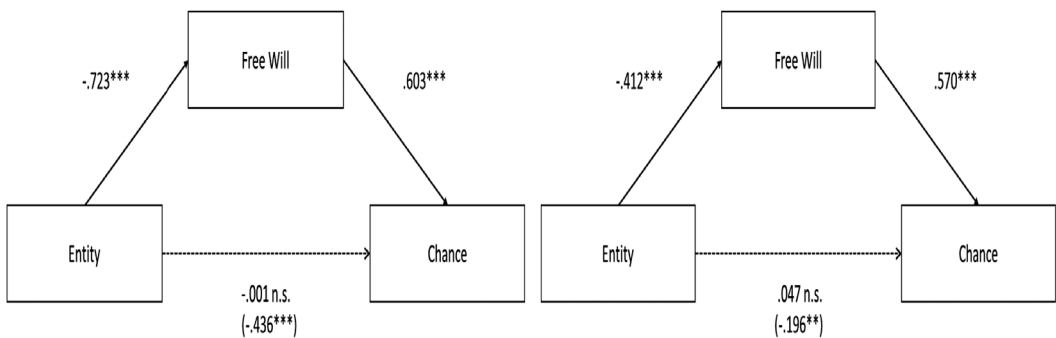 Free Will
-.723***
.603***
Entity
Chance
-.001 n.s.
(-.436***)
Free Will
-.412***
.570***
Entity
Chance
.047 n.s.
(-.196**)